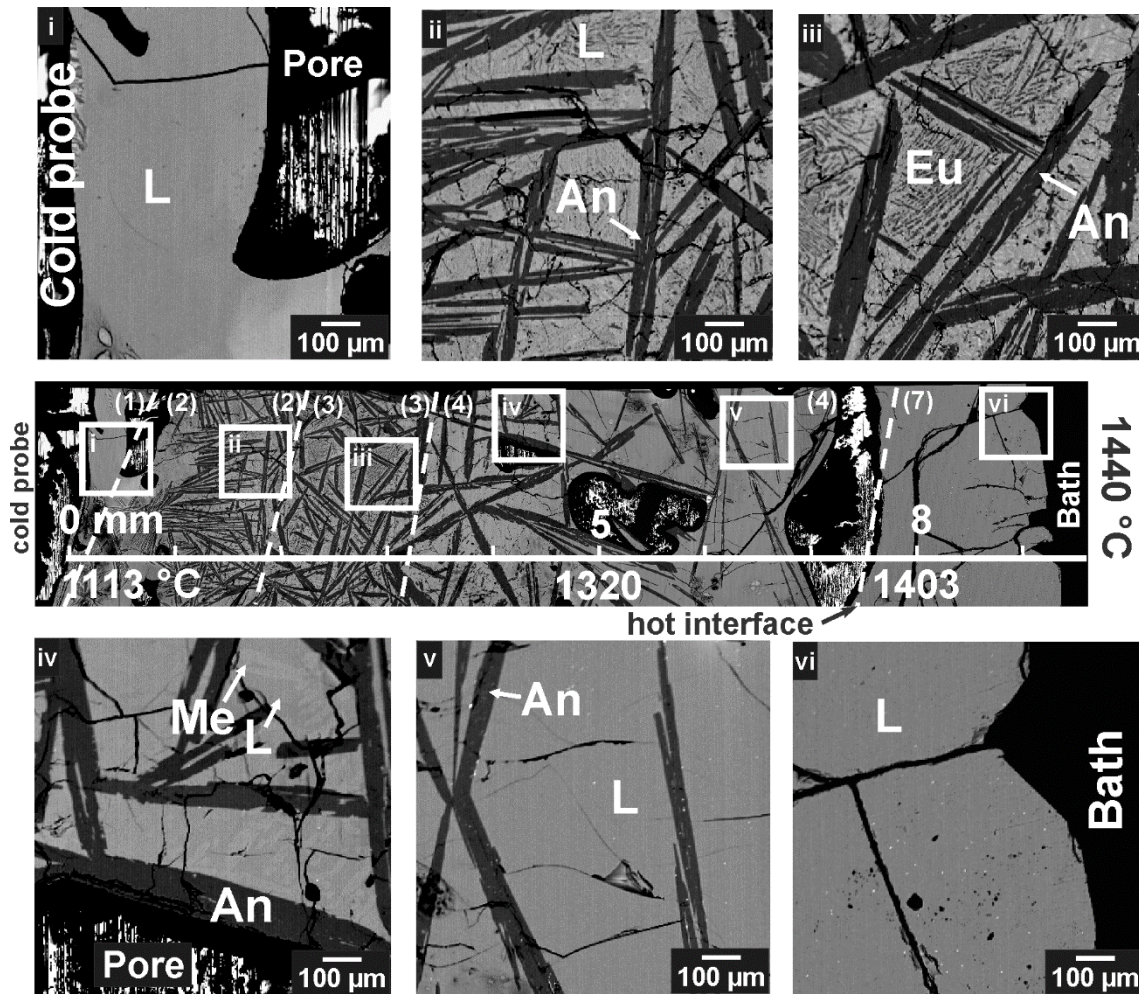 i
Cold probe
L
Pore
100 µm
ii
L
An
100 µm
iii
Eu
An
100 µm
cold probe
(1) (2)
(2) (3)
(3) (4)
(4) (7)
i
ii
iii
iv
v
vi
0 mm
5
8
1113 °C
1320
1403
Bath
1440 °C
hot interface
iv
Me
L
An
Pore
100 µm
v
An
L
100 µm
vi
L
Bath
100 µm